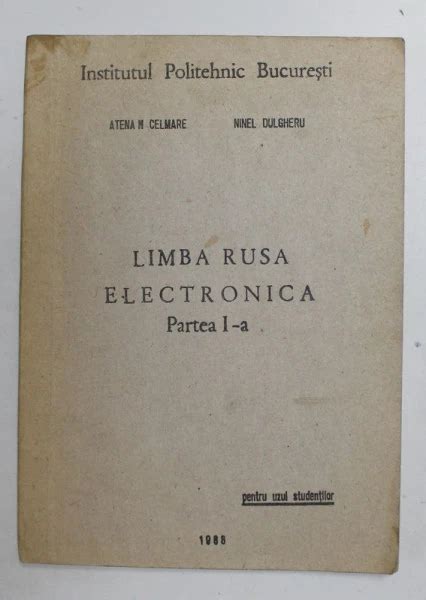 Institutul Politehnic București
ATENA M CELMARE NINEL DULGHERU
LIMBA RUSA
ELECTRONICA
Partea I-a
pentru uzul studenților
1988